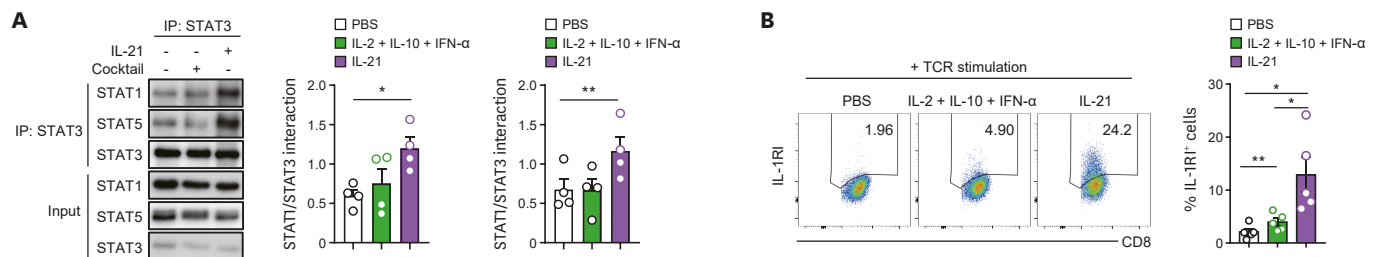 A
IP: STAT3
IL-21 - - +
Cocktail - + -
IP: STAT3
STAT1
STAT5
STAT3
Input
STAT1
STAT5
STAT3
PBS
IL-2 + IL-10 + IFN-α
IL-21
STAT1/STAT3 interaction
2.0
1.5
1.0
0.5
0
*
PBS
IL-2 + IL-10 + IFN-α
IL-21
STAT1/STAT3 interaction
2.0
1.5
1.0
0.5
0
**
B
+ TCR stimulation
PBS
IL-2 + IL-10 + IFN-α
IL-21
1.96
4.90
24.2
IL-1RI
CD8
PBS
IL-2 + IL-10 + IFN-α
IL-21
% IL-1RI⁺ cells
30
20
10
0
*
*
**